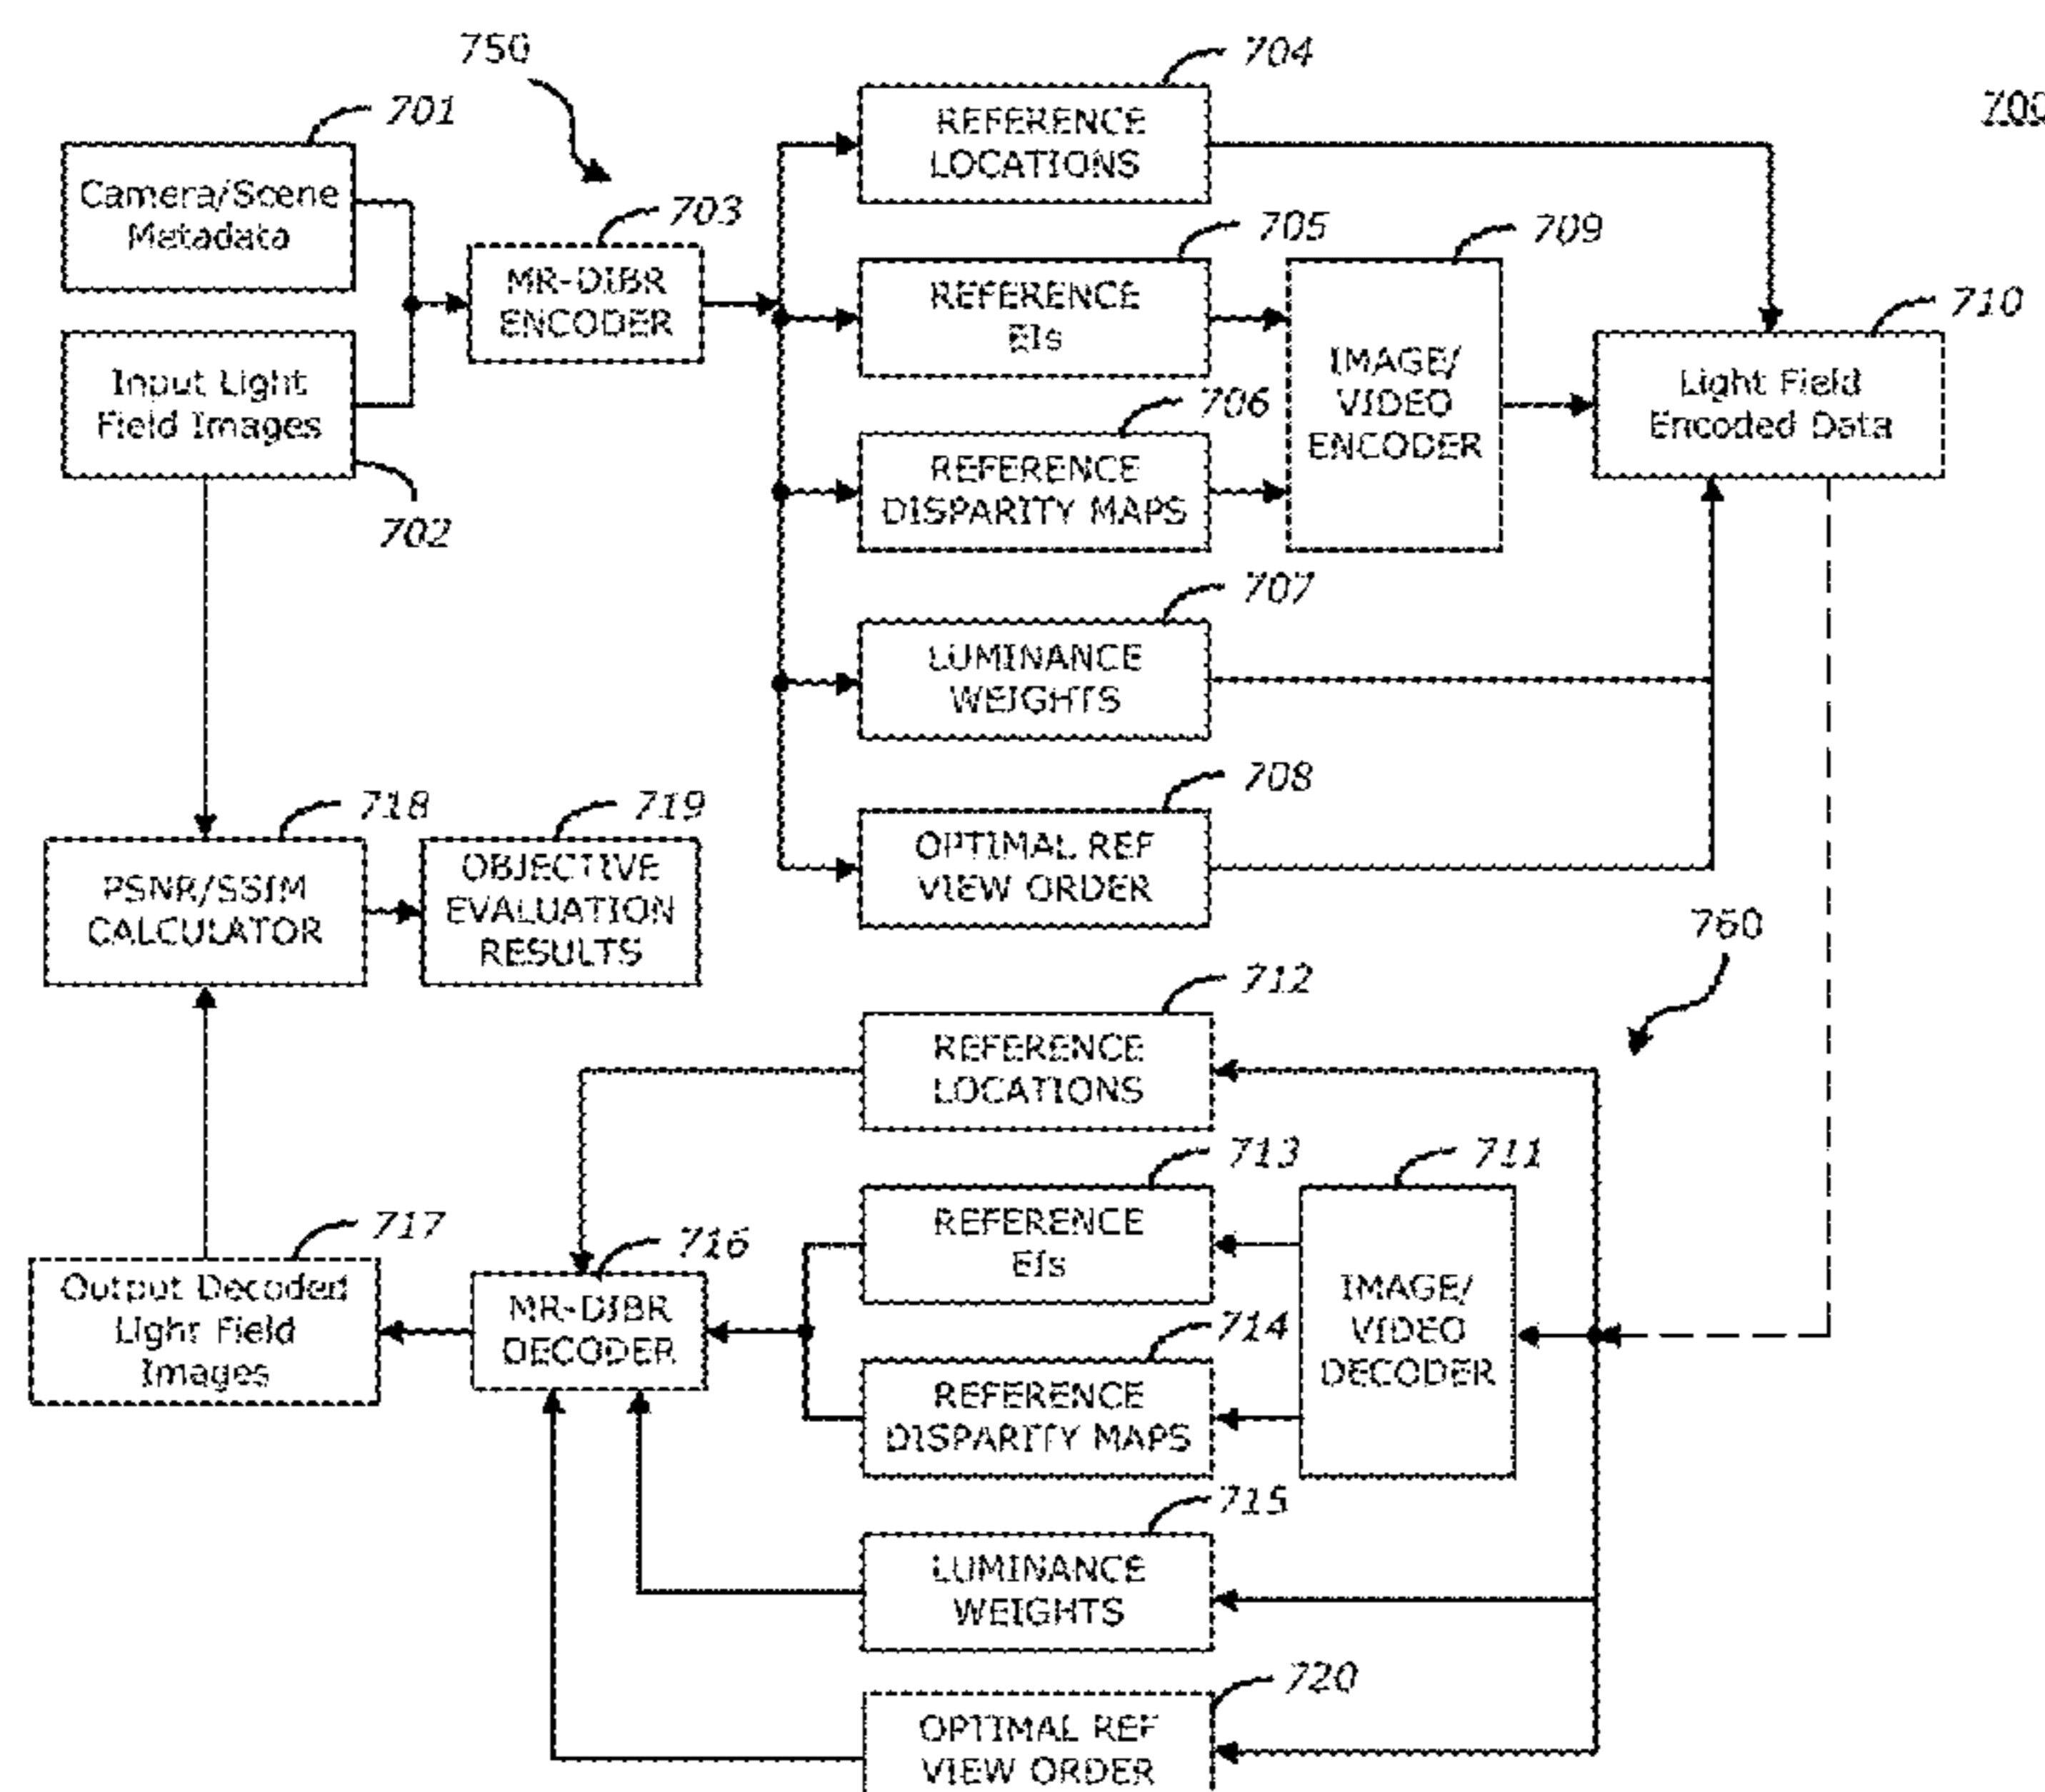 750
704
700
701
REFERENCE
LOCATIONS
Camera/Scene
Metadata
703
705
709
MR-DIBR
ENCODER
REFERENCE
EIs
710
IMAGE/
VIDEO
ENCODER
Input Light
Field Images
706
Light Field
Encoded Data
REFERENCE
DISPARITY MAPS
702
707
LUMINANCE
WEIGHTS
708
718
719
OPTIMAL REF
VIEW ORDER
PSNR/SSIM
CALCULATOR
OBJECTIVE
EVALUATION
RESULTS
760
712
REFERENCE
LOCATIONS
713
711
717
716
REFERENCE
EIs
Output Decoded
Light Field
Images
MR-DIBR
DECODER
714
IMAGE/
VIDEO
DECODER
REFERENCE
DISPARITY MAPS
715
LUMINANCE
WEIGHTS
720
OPTIMAL REF
VIEW ORDER